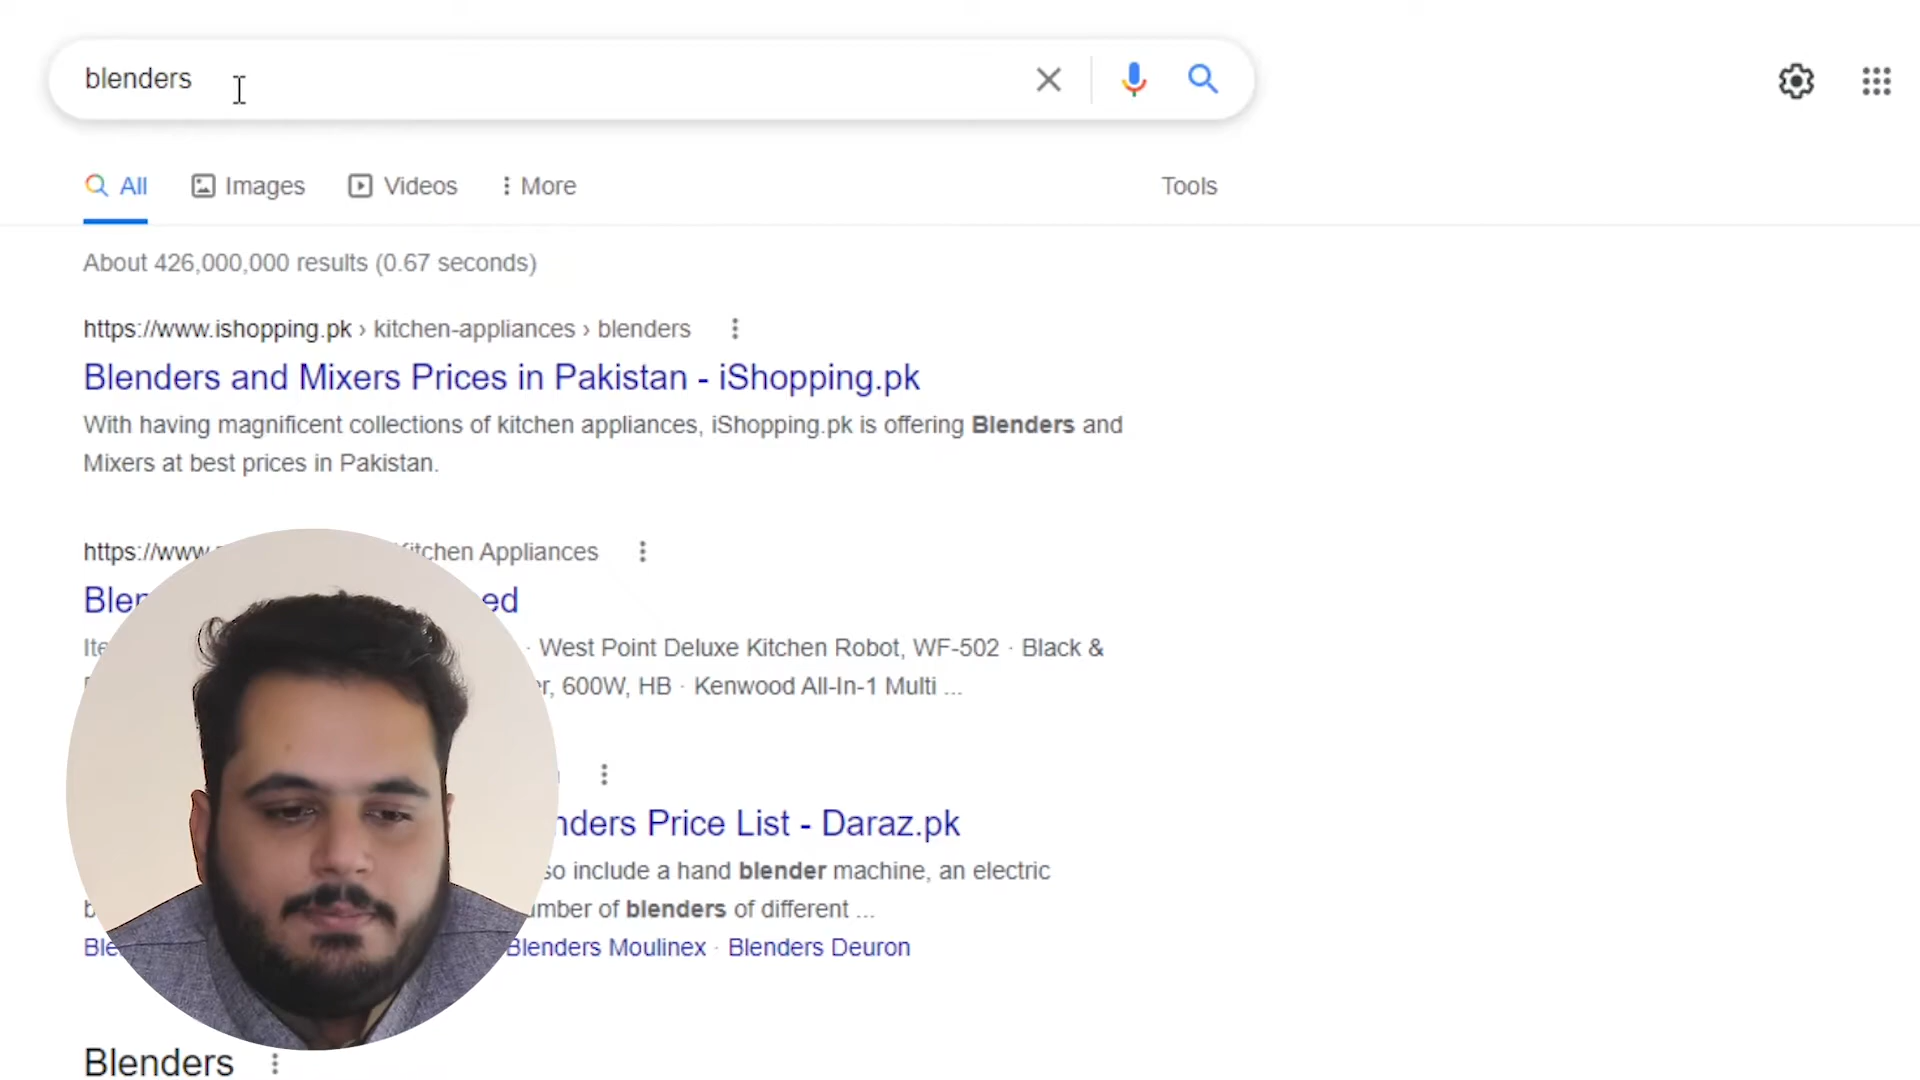 blenders
All Images Videos More Tools
About 426,000,000 results (0.67 seconds)
https://www.ishopping.pk › kitchen-appliances › blenders
Blenders and Mixers Prices in Pakistan - iShopping.pk
With having magnificent collections of kitchen appliances, iShopping.pk is offering Blenders and
Mixers at best prices in Pakistan.
https://www. Kitchen Appliances
· West Point Deluxe Kitchen Robot, WF-502 · Black &
600W, HB · Kenwood All-In-1 Multi ...
Price List - Daraz.pk
include a hand blender machine, an electric
of blenders of different ...
Blenders Moulinex · Blenders Deuron
Blenders